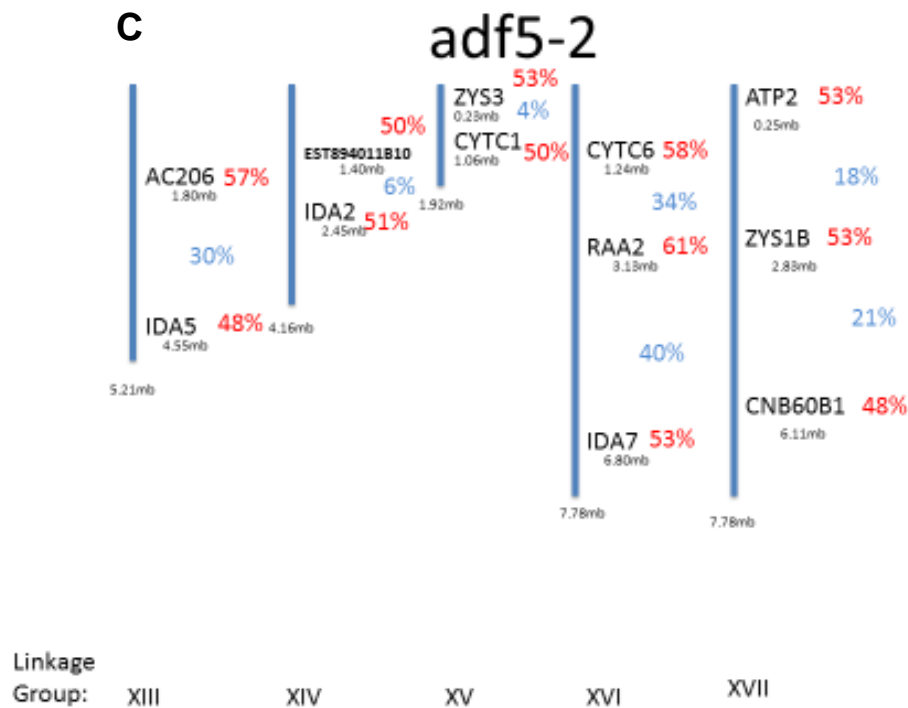 C
adf5-2
AC206 57%
1.80mb
30%
IDA5 48%
4.55mb
5.21mb
50%
EST894011B10
1.40mb
6%
IDA2 51%
2.45mb
4.16mb
53%
ZYS3 4%
0.23mb
CYTC1 50%
1.06mb
1.92mb
CYTC6 58%
1.24mb
34%
RAA2 61%
3.13mb
40%
IDA7 53%
6.80mb
7.78mb
ATP2 53%
0.25mb
18%
ZYS1B 53%
2.83mb
21%
CNB60B1 48%
6.11mb
7.78mb
Linkage
Group: XIII XIV XV XVI XVII